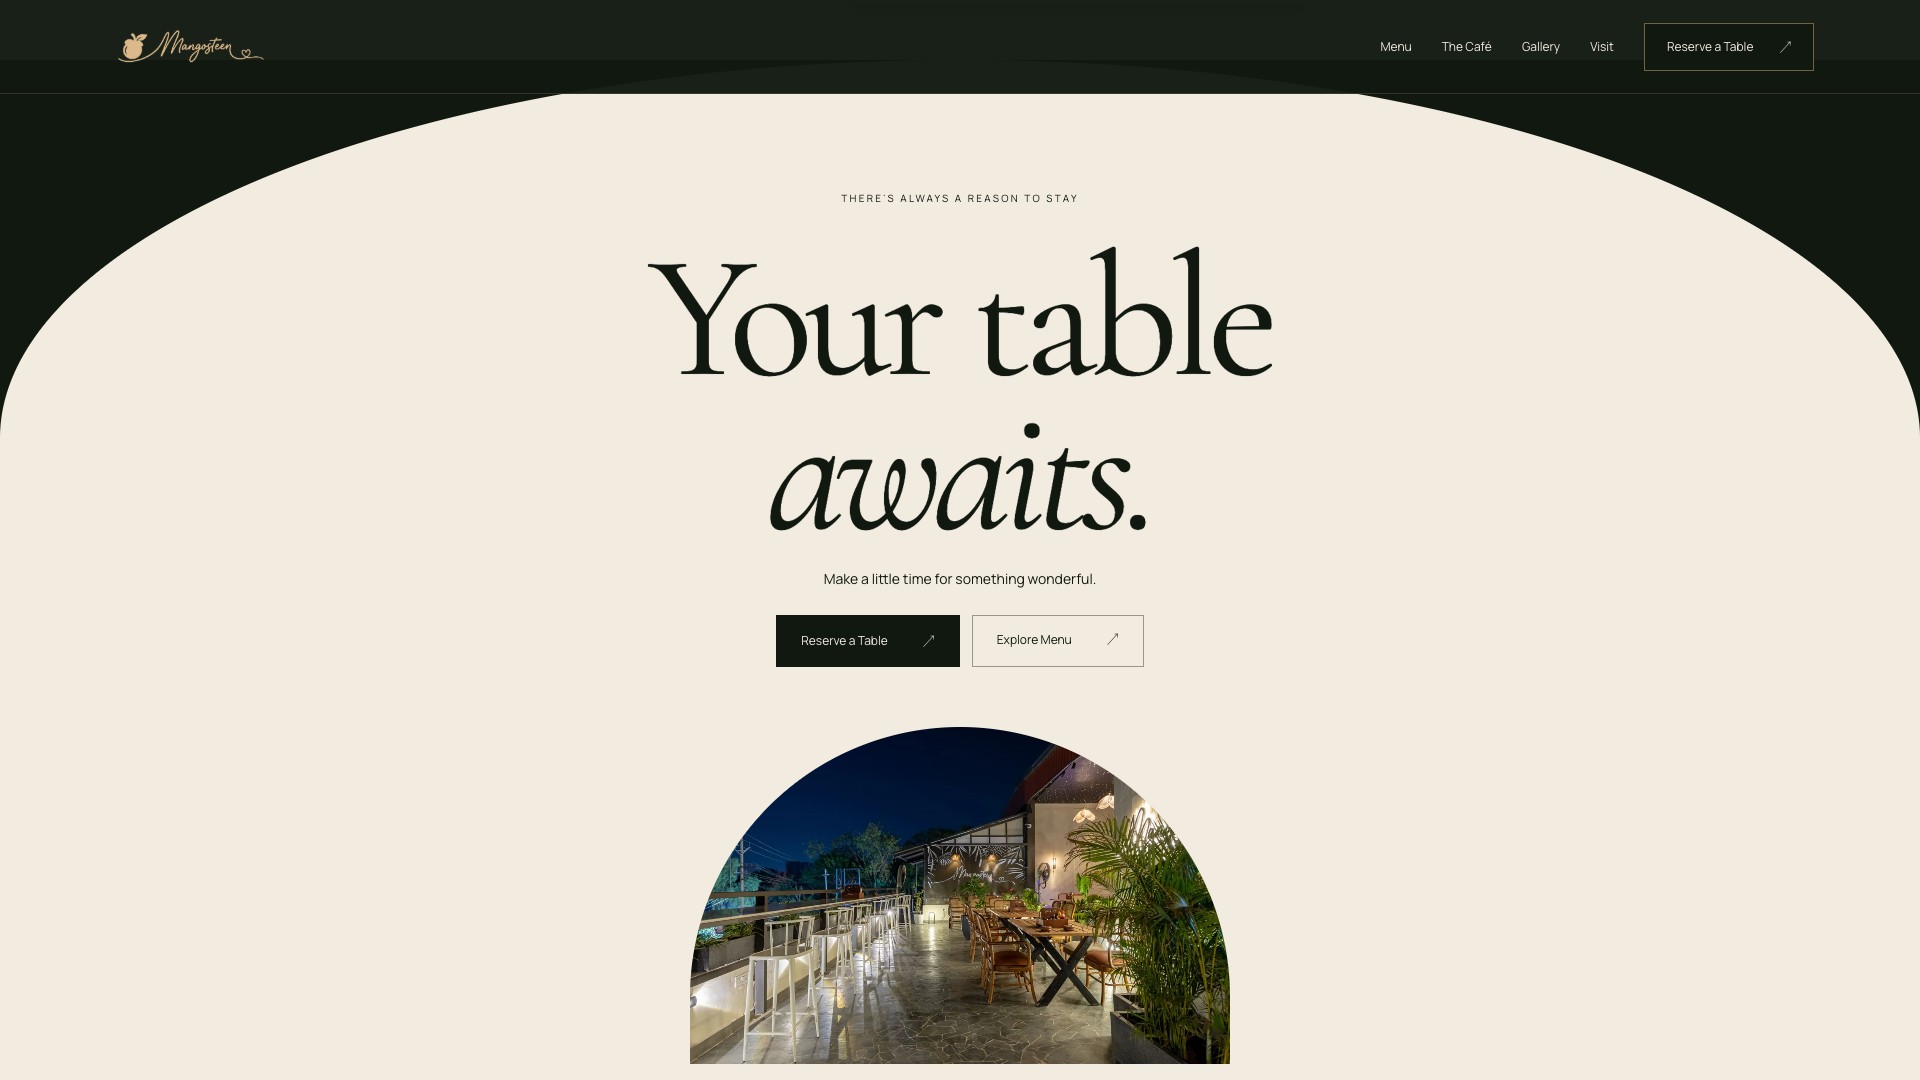 Mangosteen
Menu
The Café
Gallery
Visit
Reserve a Table
THERE'S ALWAYS A REASON TO STAY
Your table
awaits.
Make a little time for something wonderful.
Reserve a Table
Explore Menu
Mangosteen